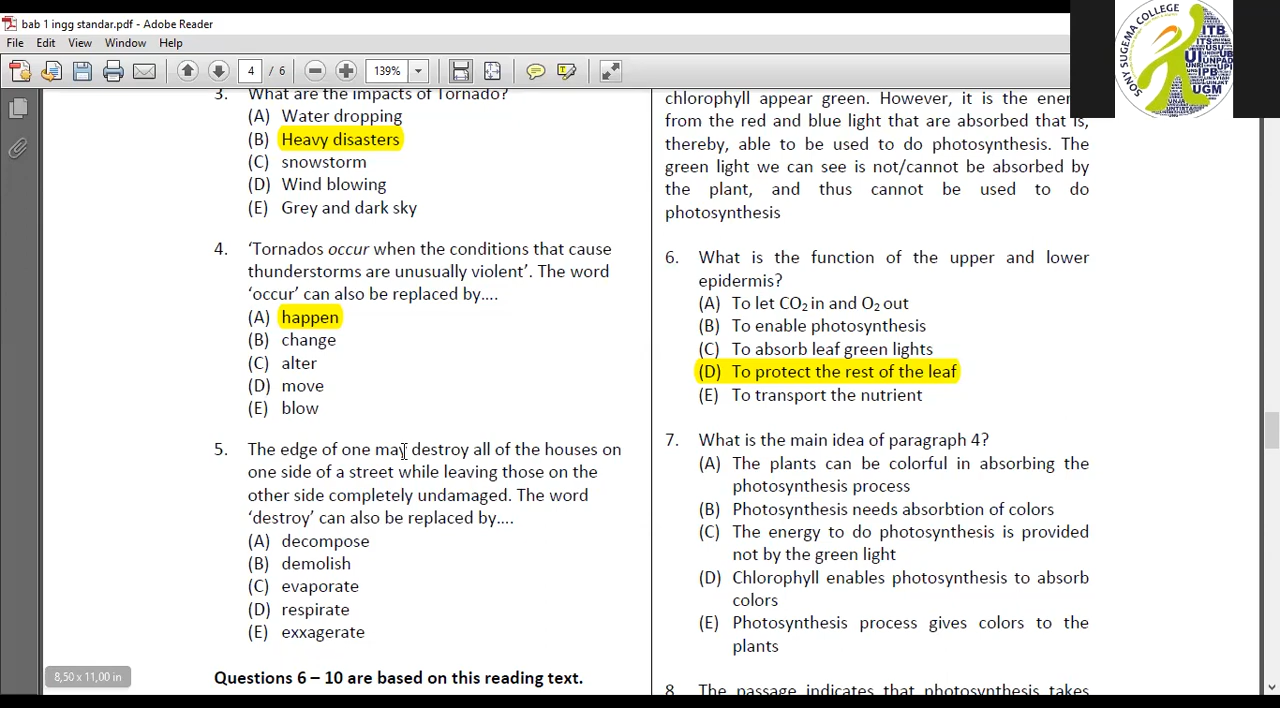 bab 1 ingg standar.pdf - Adobe Reader
File Edit View Window Help
4 / 6 139%
3. What are the impacts of Tornado?
(A) Water dropping
(B) Heavy disasters
(C) snowstorm
(D) Wind blowing
(E) Grey and dark sky
4. ‘Tornados occur when the conditions that cause
thunderstorms are unusually violent’. The word
‘occur’ can also be replaced by....
(A) happen
(B) change
(C) alter
(D) move
(E) blow
5. The edge of one may destroy all of the houses on
one side of a street while leaving those on the
other side completely undamaged. The word
‘destroy’ can also be replaced by....
(A) decompose
(B) demolish
(C) evaporate
(D) respirate
(E) exxagerate
Questions 6 – 10 are based on this reading text.
8,50 x 11,00 in
chlorophyll appear green. However, it is the energy
from the red and blue light that are absorbed that is,
thereby, able to be used to do photosynthesis. The
green light we can see is not/cannot be absorbed by
the plant, and thus cannot be used to do
photosynthesis
6. What is the function of the upper and lower
epidermis?
(A) To let CO₂ in and O₂ out
(B) To enable photosynthesis
(C) To absorb leaf green lights
(D) To protect the rest of the leaf
(E) To transport the nutrient
7. What is the main idea of paragraph 4?
(A) The plants can be colorful in absorbing the
photosynthesis process
(B) Photosynthesis needs absorbtion of colors
(C) The energy to do photosynthesis is provided
not by the green light
(D) Chlorophyll enables photosynthesis to absorb
colors
(E) Photosynthesis process gives colors to the
plants
8. The passage indicates that photosynthesis takes
SONY SUGEMA COLLEGE
ITB
UI
IPB
UGM